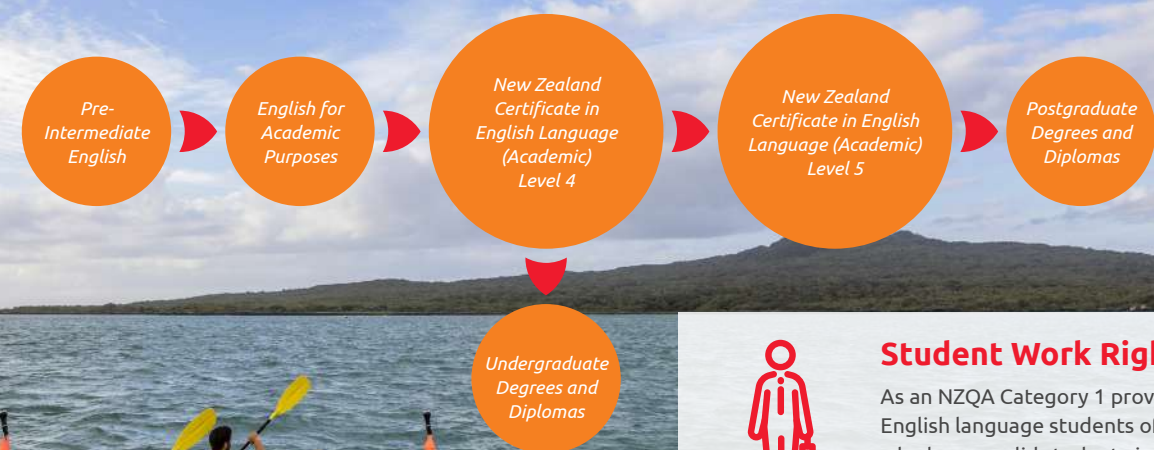 Pre-
Intermediate
English
English for
Academic
Purposes
New Zealand
Certificate in
English Language
(Academic)
Level 4
New Zealand
Certificate in English
Language (Academic)
Level 5
Postgraduate
Degrees and
Diplomas
Undergraduate
Degrees and
Diplomas
Student Work
As an NZQA Category 1
English language students